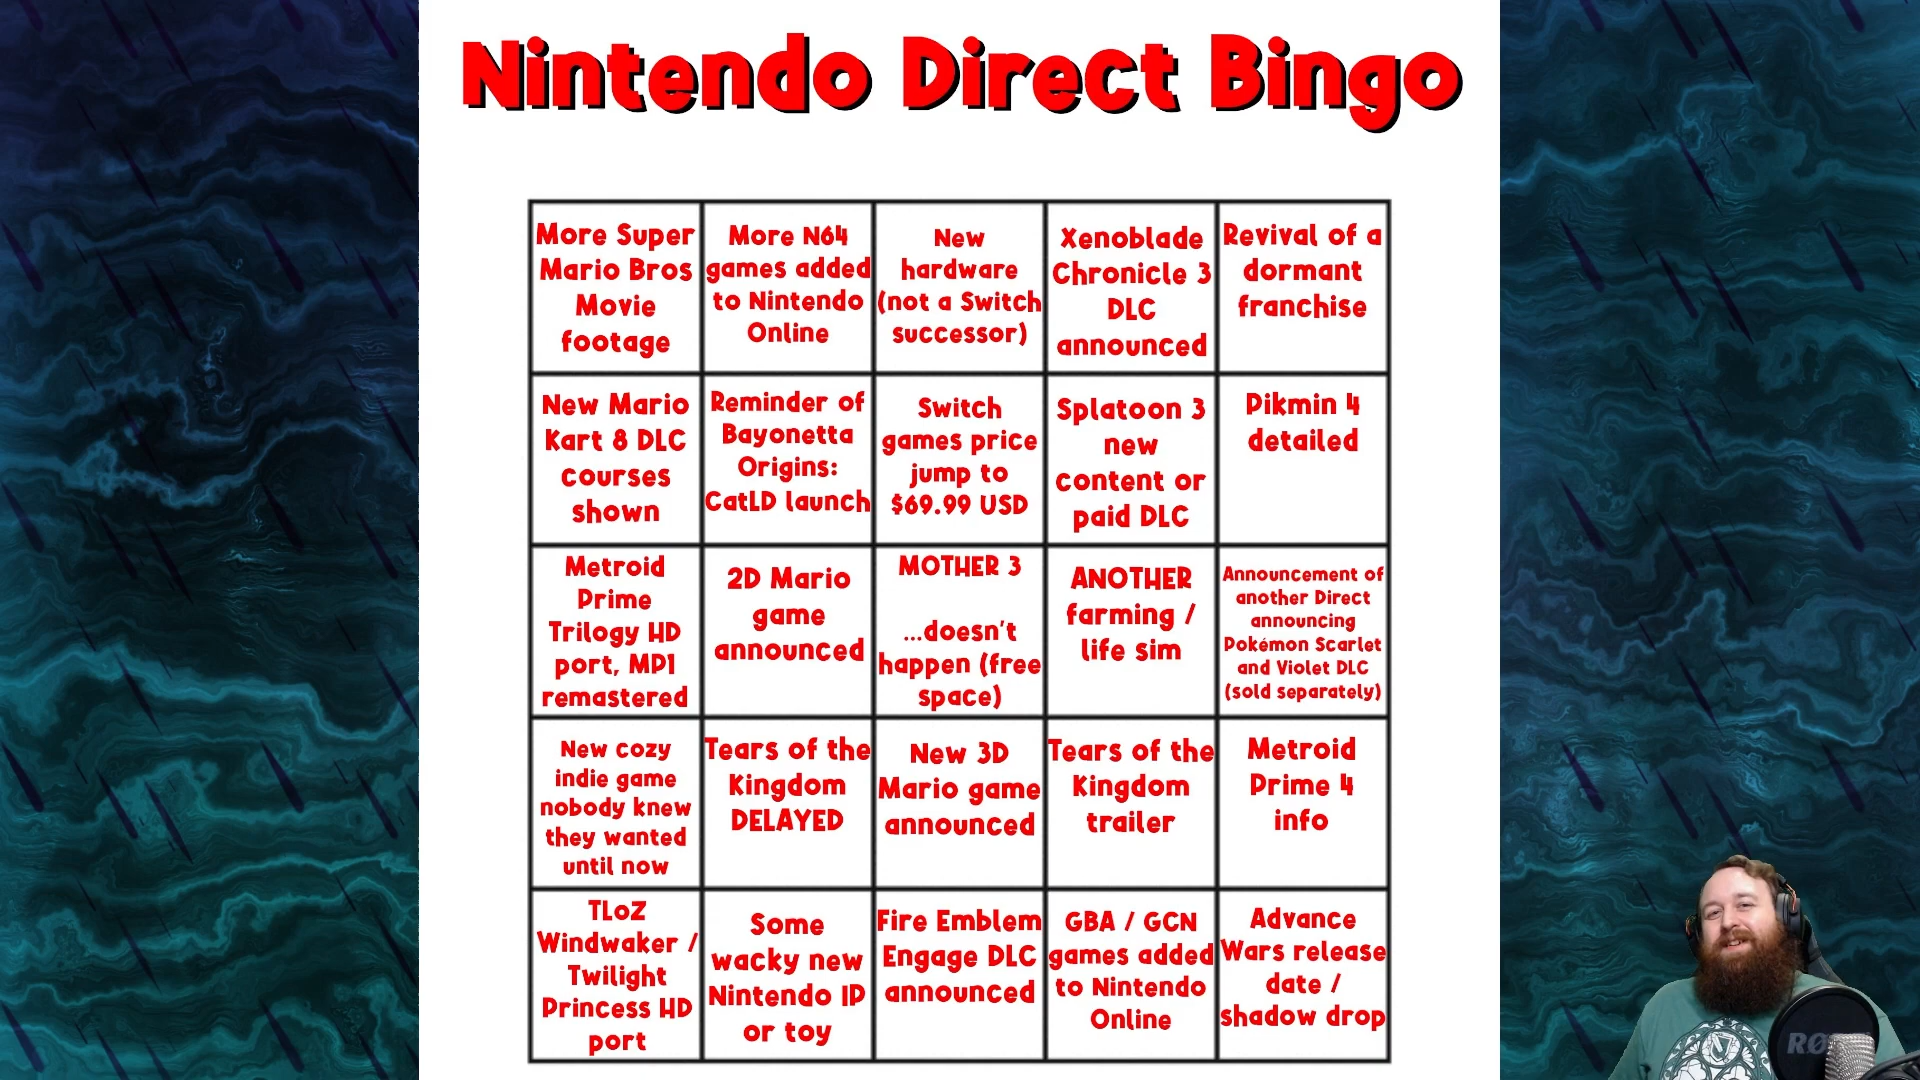 Nintendo Direct Bingo
More Super
Mario Bros
Movie
footage
More N64
games added
to Nintendo
Online
New
hardware
(not a Switch
successor)
Xenoblade
Chronicle 3
DLC
announced
Revival of a
dormant
franchise
New Mario
Kart 8 DLC
courses
shown
Reminder of
Bayonetta
Origins:
CatLD launch
Switch
games price
jump to
$69.99 USD
Splatoon 3
new
content or
paid DLC
Pikmin 4
detailed
Metroid
Prime
Trilogy HD
port, MP1
remastered
2D Mario
game
announced
MOTHER 3
...doesn't
happen (free
space)
ANOTHER
farming /
life sim
Announcement of
another Direct
announcing
Pokémon Scarlet
and Violet DLC
(sold separately)
New cozy
indie game
nobody knew
they wanted
until now
Tears of the
Kingdom
DELAYED
New 3D
Mario game
announced
Tears of the
Kingdom
trailer
Metroid
Prime 4
info
TLoZ
Windwaker /
Twilight
Princess HD
port
Some
wacky new
Nintendo IP
or toy
Fire Emblem
Engage DLC
announced
GBA / GCN
games added
to Nintendo
Online
Advance
Wars release
date /
shadow drop